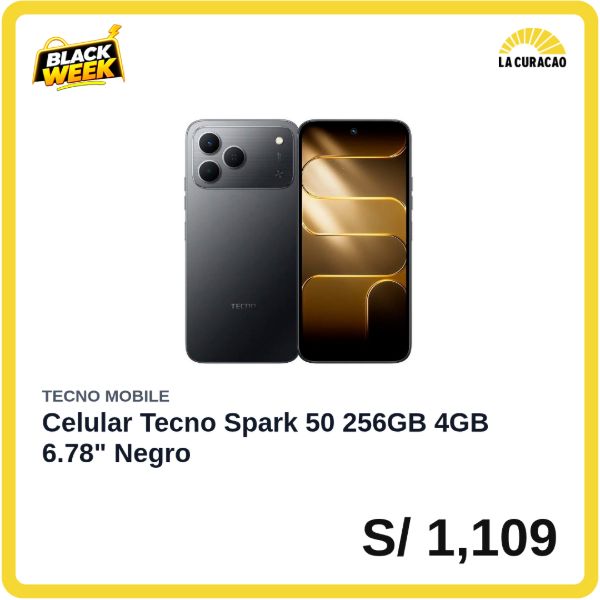 BLACK
WEEK
LA CURACAO
TECNO
TECNO MOBILE
Celular Tecno Spark 50 256GB 4GB
6.78" Negro
S/ 1,109